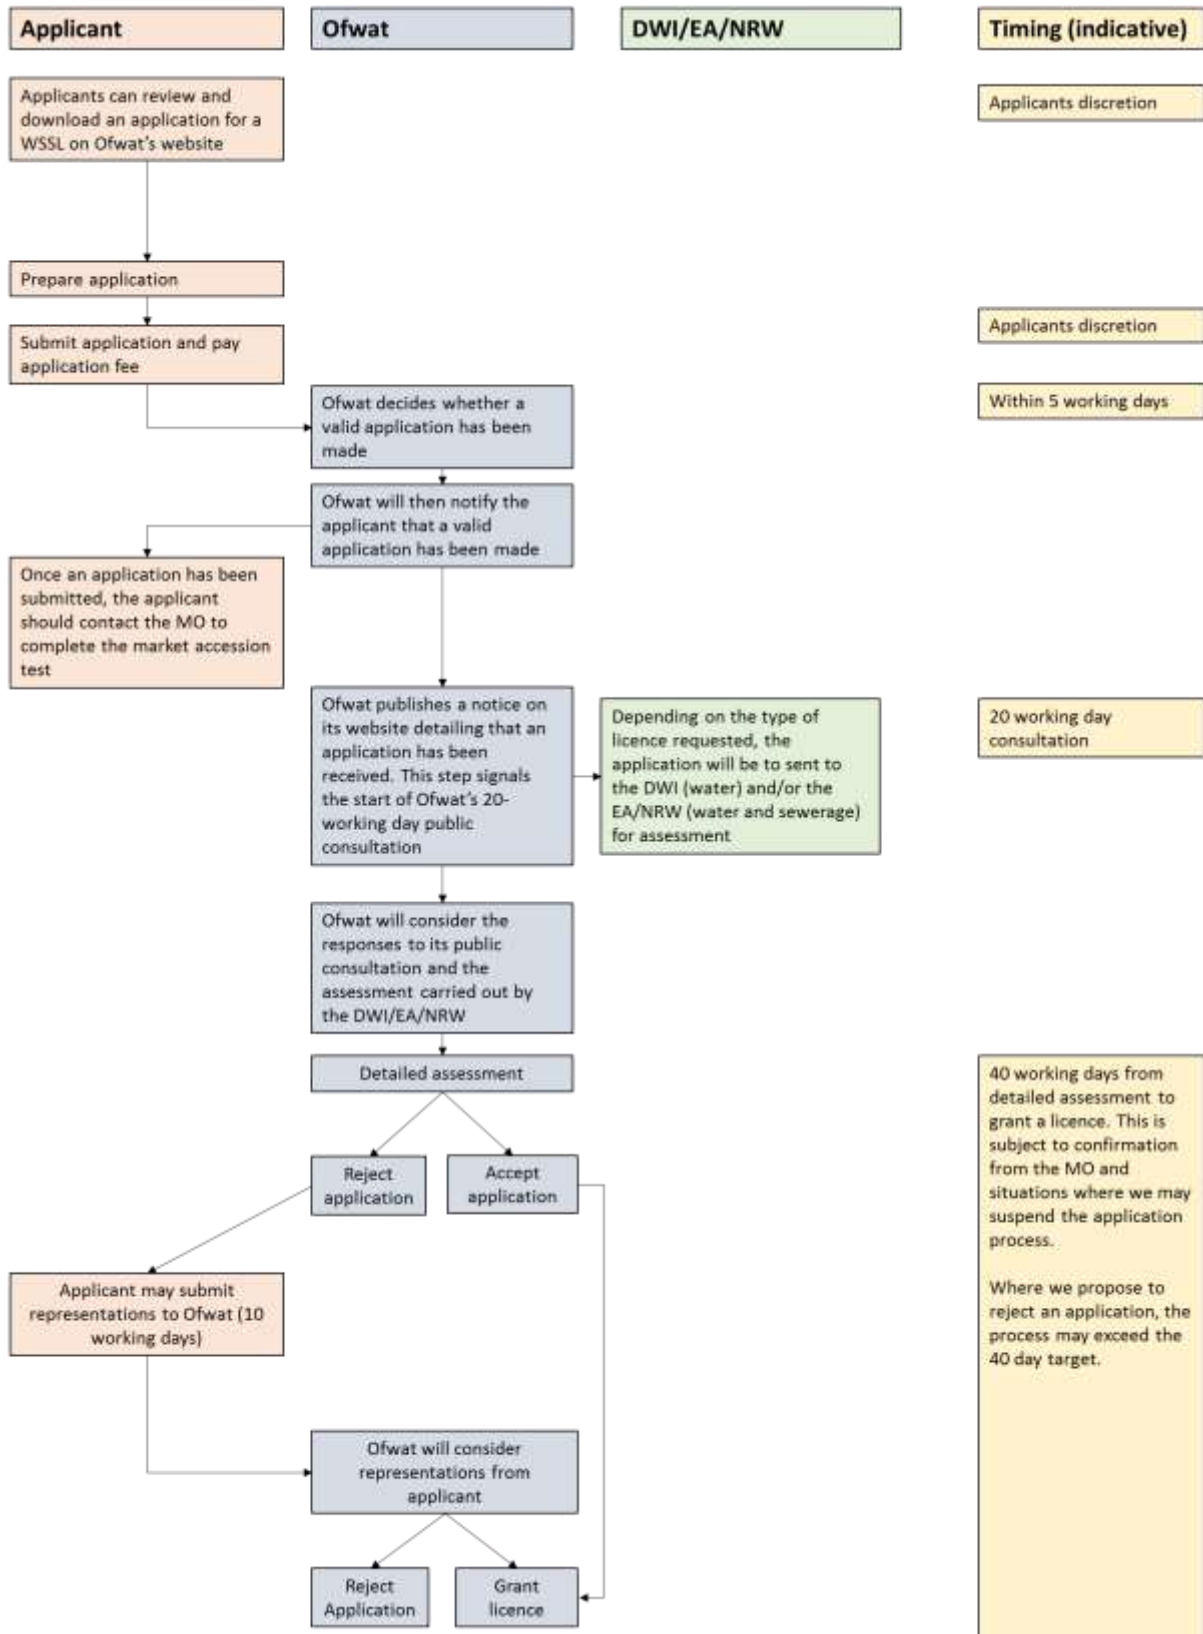 Applicant
Ofwat
DWI/EA/NRW
Timing (indicative)
Applicants can review and
download an application for a
WSSL on Ofwat's website
Applicants discretion
Prepare application
Submit application and pay
application fee
Applicants discretion
Ofwat decides whether a
valid application has been
made
Within 5 working days
Ofwat will then notify the
applicant that a valid
application has been made
Once an application has been
submitted, the applicant
should contact the MO to
complete the market accession
test
Ofwat publishes a notice on
its website detailing that an
application has been
received. This step signals
the start of Ofwat's 20-
working day public
consultation
Depending on the type of
licence requested, the
application will be to sent to
the DWI (water) and/or the
EA/NRW (water and sewerage)
for assessment
20 working day
consultation
Ofwat will consider the
responses to its public
consultation and the
assessment carried out by
the DWI/EA/NRW
Detailed assessment
40 working days from
detailed assessment to
grant a licence. This is
subject to confirmation
from the MO and
situations where we may
suspend the application
process.
Where we propose to
reject an application, the
process may exceed the
40 day target.
Reject
application
Accept
application
Applicant may submit
representations to Ofwat (10
working days)
Ofwat will consider
representations from
applicant
Reject
Application
Grant
licence